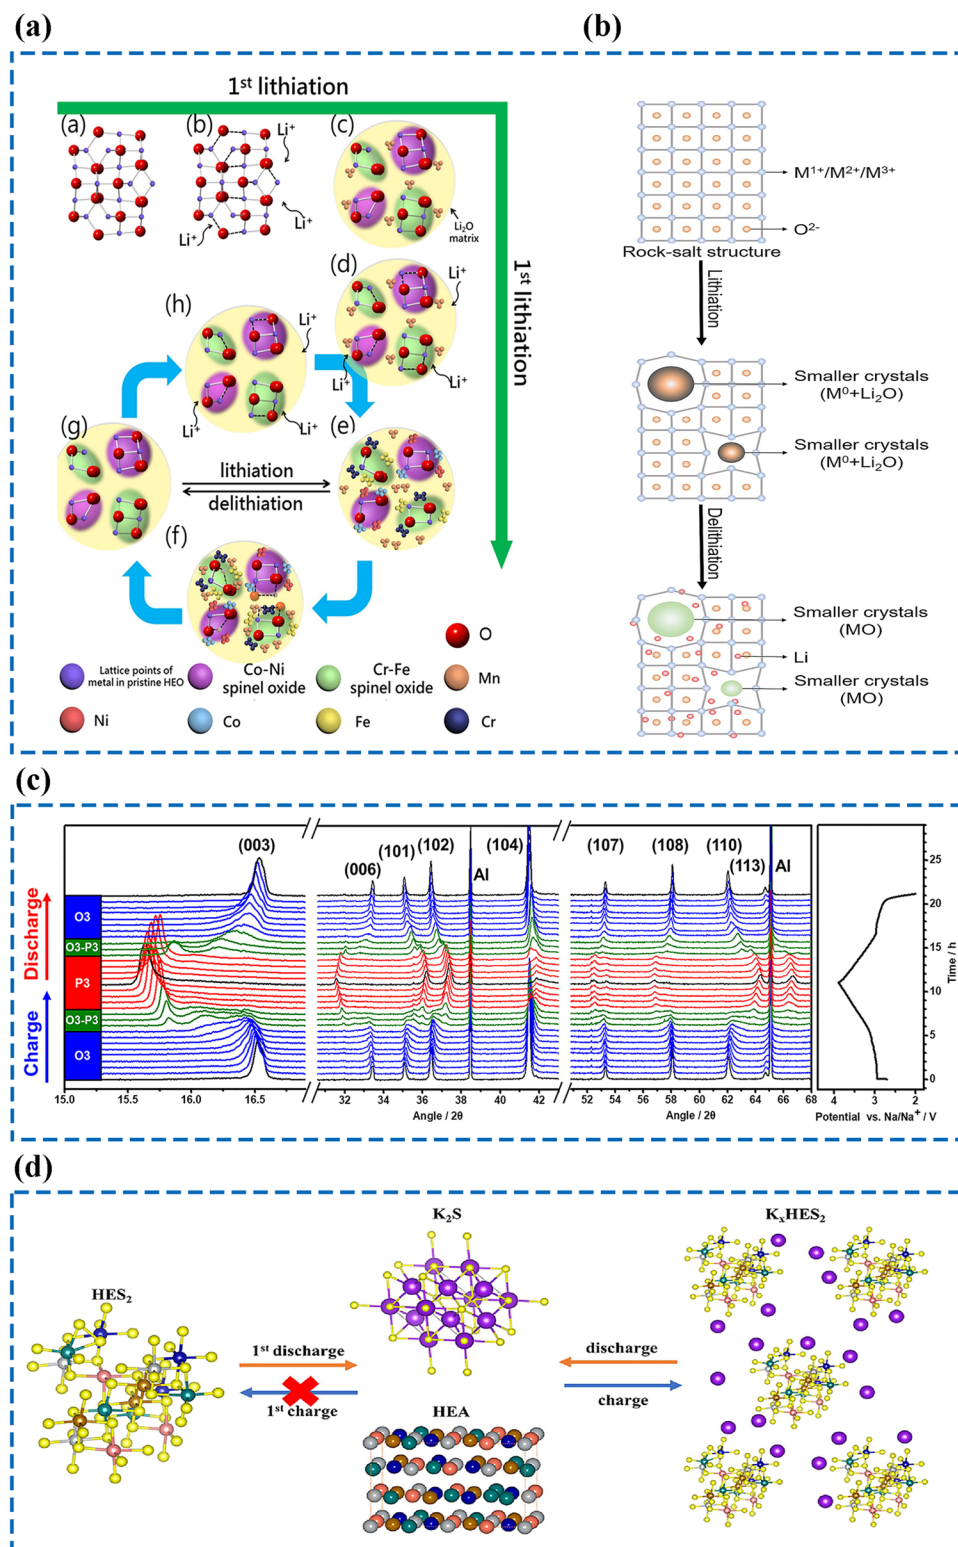 (a)
(b)
1st lithiation
(a)
(b)
Li+
(c)
Li+
Li+
Li2O
matrix
(d)
Li+
Li+
Li+
1st lithiation
(h)
Li+
Li+
Li+
(g)
(e)
lithiation
delithiation
(f)
O
Lattice points of
metal in pristine HEO
Co-Ni
spinel oxide
Cr-Fe
spinel oxide
Mn
Ni
Co
Fe
Cr
M1+/M2+/M3+
O2-
Rock-salt structure
Lithiation
Smaller crystals
(M0+Li2O)
Smaller crystals
(M0+Li2O)
Delithiation
Smaller crystals
(MO)
Li
Smaller crystals
(MO)
(c)
Discharge
Charge
O3
O3-P3
P3
O3-P3
O3
(003)
(006)
(101)
(102)
Al
(104)
(107)
(108)
(110)
(113)
Al
15.0 15.5 16.0 16.5
30 32 34 36 38 40 42
52 54 56 58 60 62 64 66 68
Angle / 2θ
Angle / 2θ
25
20
15
10
5
0
Time / h
4 3 2
Potential vs. Na/Na+ / V
(d)
HES2
K2S
KxHES2
1st discharge
1st charge
discharge
charge
HEA